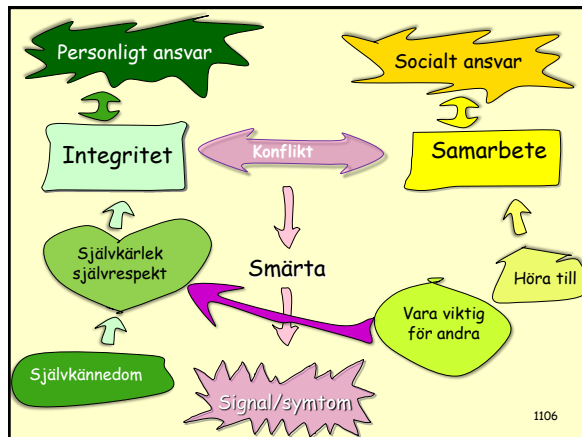 Personligt ansvar
Socialt ansvar
Integritet
Konflikt
Samarbete
Självkärlek
självrespekt
Smärta
Höra till
Vara viktig
för andra
Självkännedom
Signal/symtom
1106